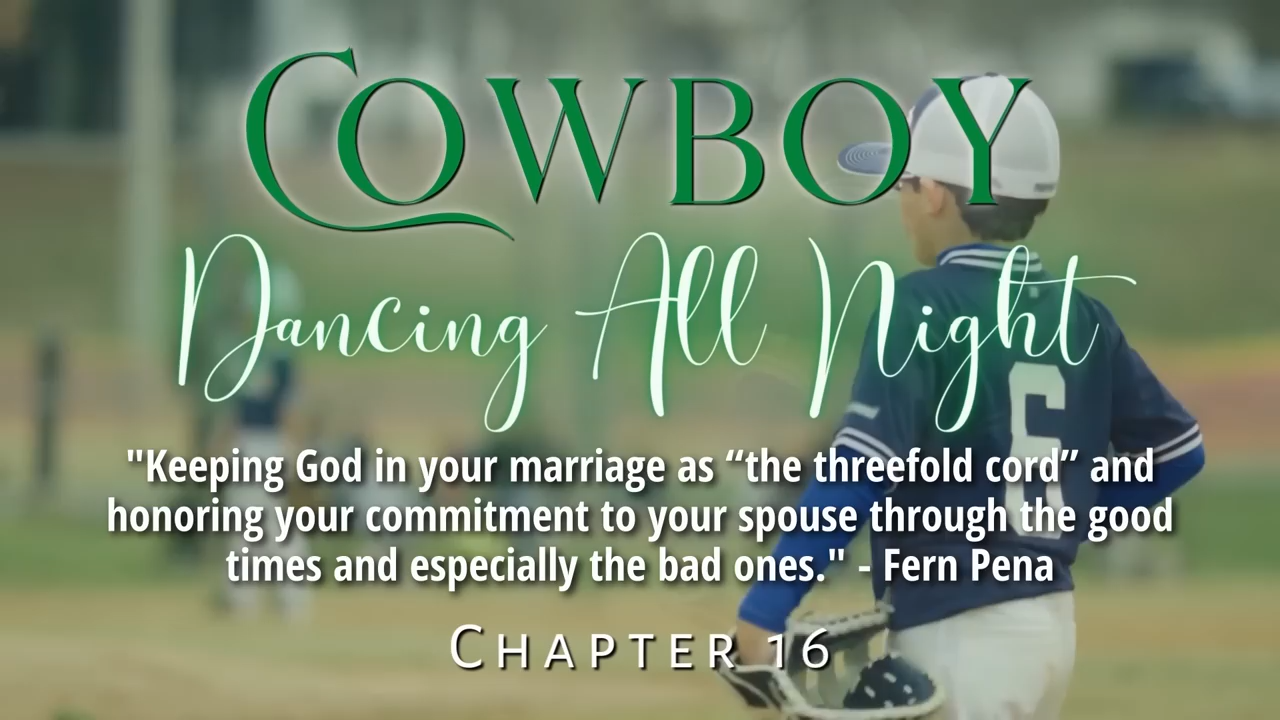 COWBOY
Dancing All Night
"Keeping God in your marriage as “the threefold cord” and
honoring your commitment to your spouse through the good
times and especially the bad ones." - Fern Pena
CHAPTER 16
6